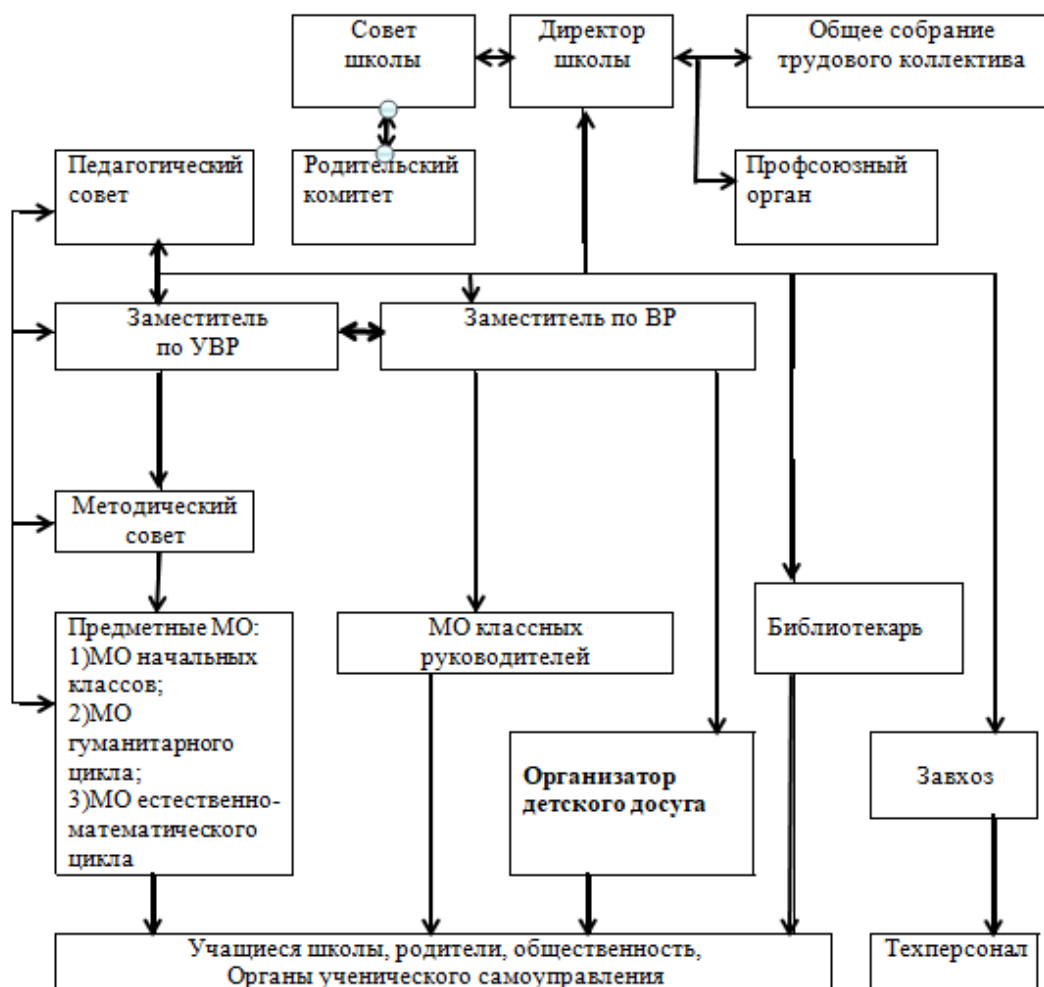 Совет
школы
Директор
школы
Общее собрание
трудового коллектива
Педагогический
совет
Родительский
комитет
Профсоюзный
орган
Заместитель
по УВР
Заместитель по ВР
Методический
совет
Предметные МО:
1)МО начальных
классов;
2)МО
гуманитарного
цикла;
3)МО естественно-
математического
цикла
МО классных
руководителей
Библиотекарь
Организатор
детского досуга
Завхоз
Учащиеся школы, родители, общественность,
Органы ученического самоуправления
Техперсонал